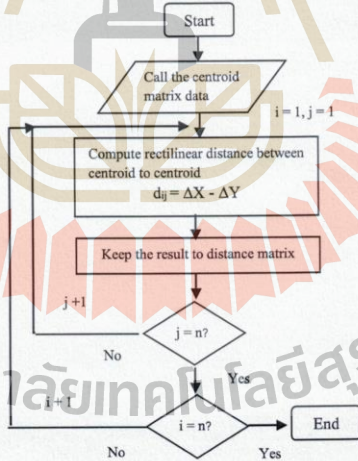 Start
Call the centroid
matrix data
i = 1, j = 1
Compute rectilinear distance between
centroid to centroid
dij = ΔX - ΔY
Keep the result to distance matrix
j +1
j = n?
No
Yes
i + 1
i = n?
End
No
Yes
าลัยเทคโนโลยีสุร